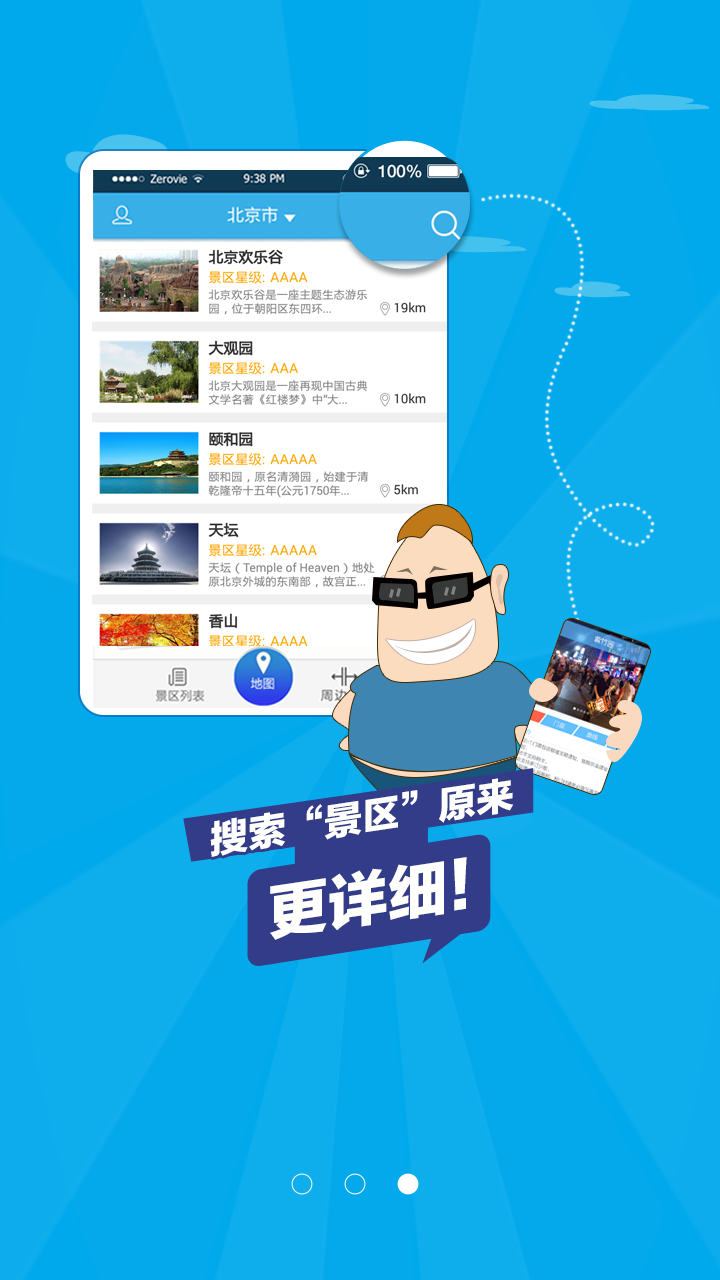 Zerovie
9:38 PM
100%
北京市
北京欢乐谷
景区星级: AAAA
北京欢乐谷是一座主题生态游乐
园，位于朝阳区东四环...
19km
大观园
景区星级: AAA
北京大观园是一座再现中国古典
文学名著《红楼梦》中“大...
10km
颐和园
景区星级: AAAAA
颐和园，原名清漪园，始建于清
乾隆帝十五年(公元1750年...
5km
天坛
景区星级: AAAAA
天坛（Temple of Heaven）地处
原北京外城的东南部，故宫正...
香山
景区星级: AAAA
景区列表
地图
周边
紫竹园
门票
搜索“景区”原来
更详细!